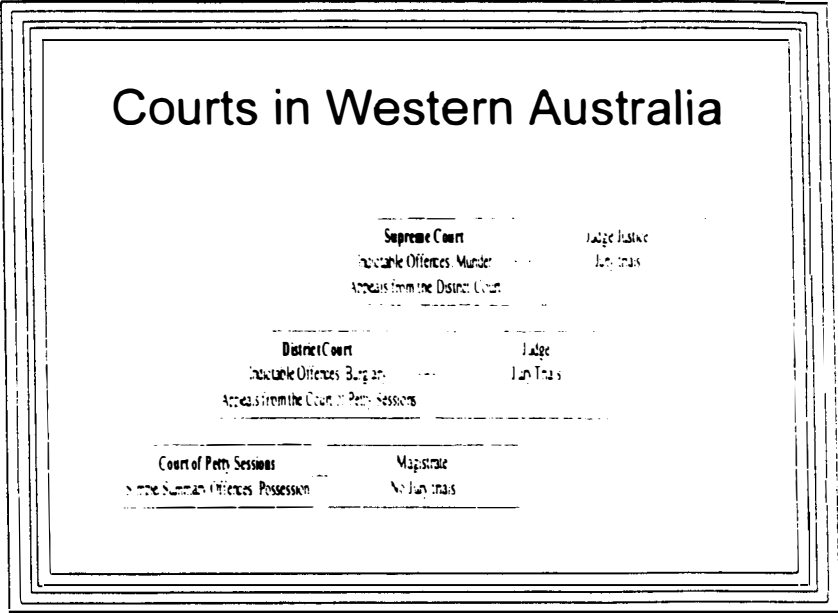 Courts in Western Australia
Supreme Court Judge Justice
Indictable Offences Murder Jury trials
Appeals from the District Court
District Court Judge
Indictable Offences Burglary Jury Trials
Appeals from the Court of Petty Sessions
Court of Petty Sessions Magistrate
Simple Summary Offences Possession No Jury trials